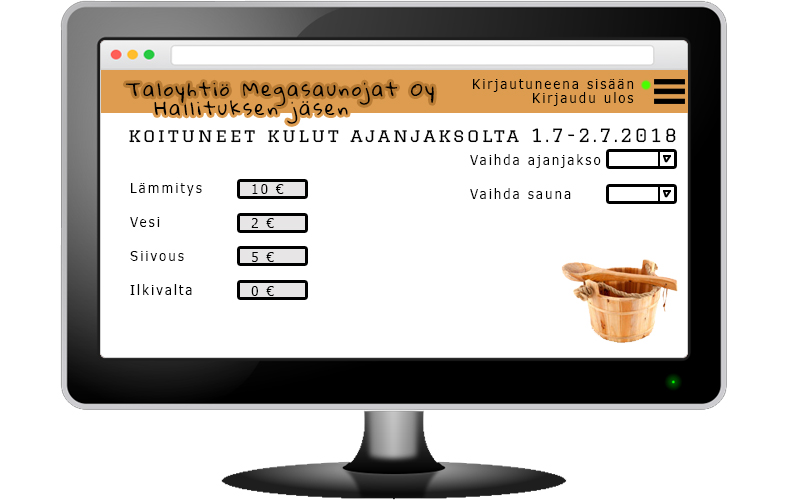 Taloyhtiö Megasaunojat Oy
Hallituksen jäsen
Kirjautuneena sisään
Kirjaudu ulos
KOITUNEET KULUT AJANJAKSOLTA 1.7-2.7.2018
Vaihda ajanjakso
Vaihda sauna
Lämmitys 10 €
Vesi 2 €
Siivous 5 €
Ilkivalta 0 €